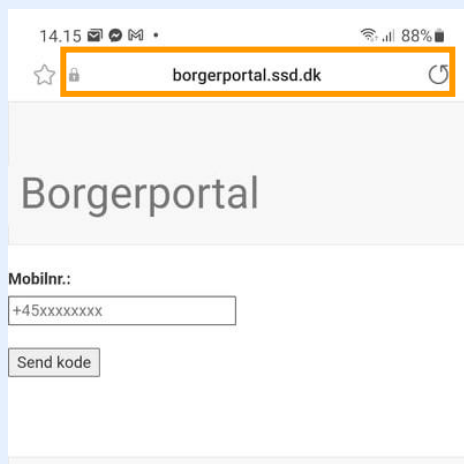 14.15 88%
borgerportal.ssd.dk
Borgerportal
Mobilnr.:
+45xxxxxxxx
Send kode